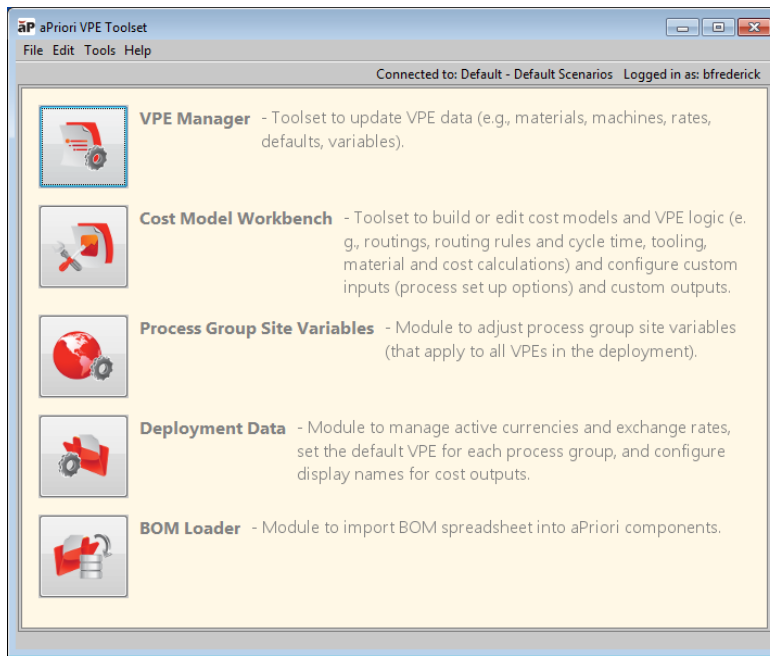 aP aPriori VPE Toolset
File Edit Tools Help
Connected to: Default - Default Scenarios Logged in as: bfrederick
VPE Manager - Toolset to update VPE data (e.g., materials, machines, rates,
defaults, variables).
Cost Model Workbench - Toolset to build or edit cost models and VPE logic (e.
g., routings, routing rules and cycle time, tooling,
material and cost calculations) and configure custom
inputs (process set up options) and custom outputs.
Process Group Site Variables - Module to adjust process group site variables
(that apply to all VPEs in the deployment).
Deployment Data - Module to manage active currencies and exchange rates,
set the default VPE for each process group, and configure
display names for cost outputs.
BOM Loader - Module to import BOM spreadsheet into aPriori components.